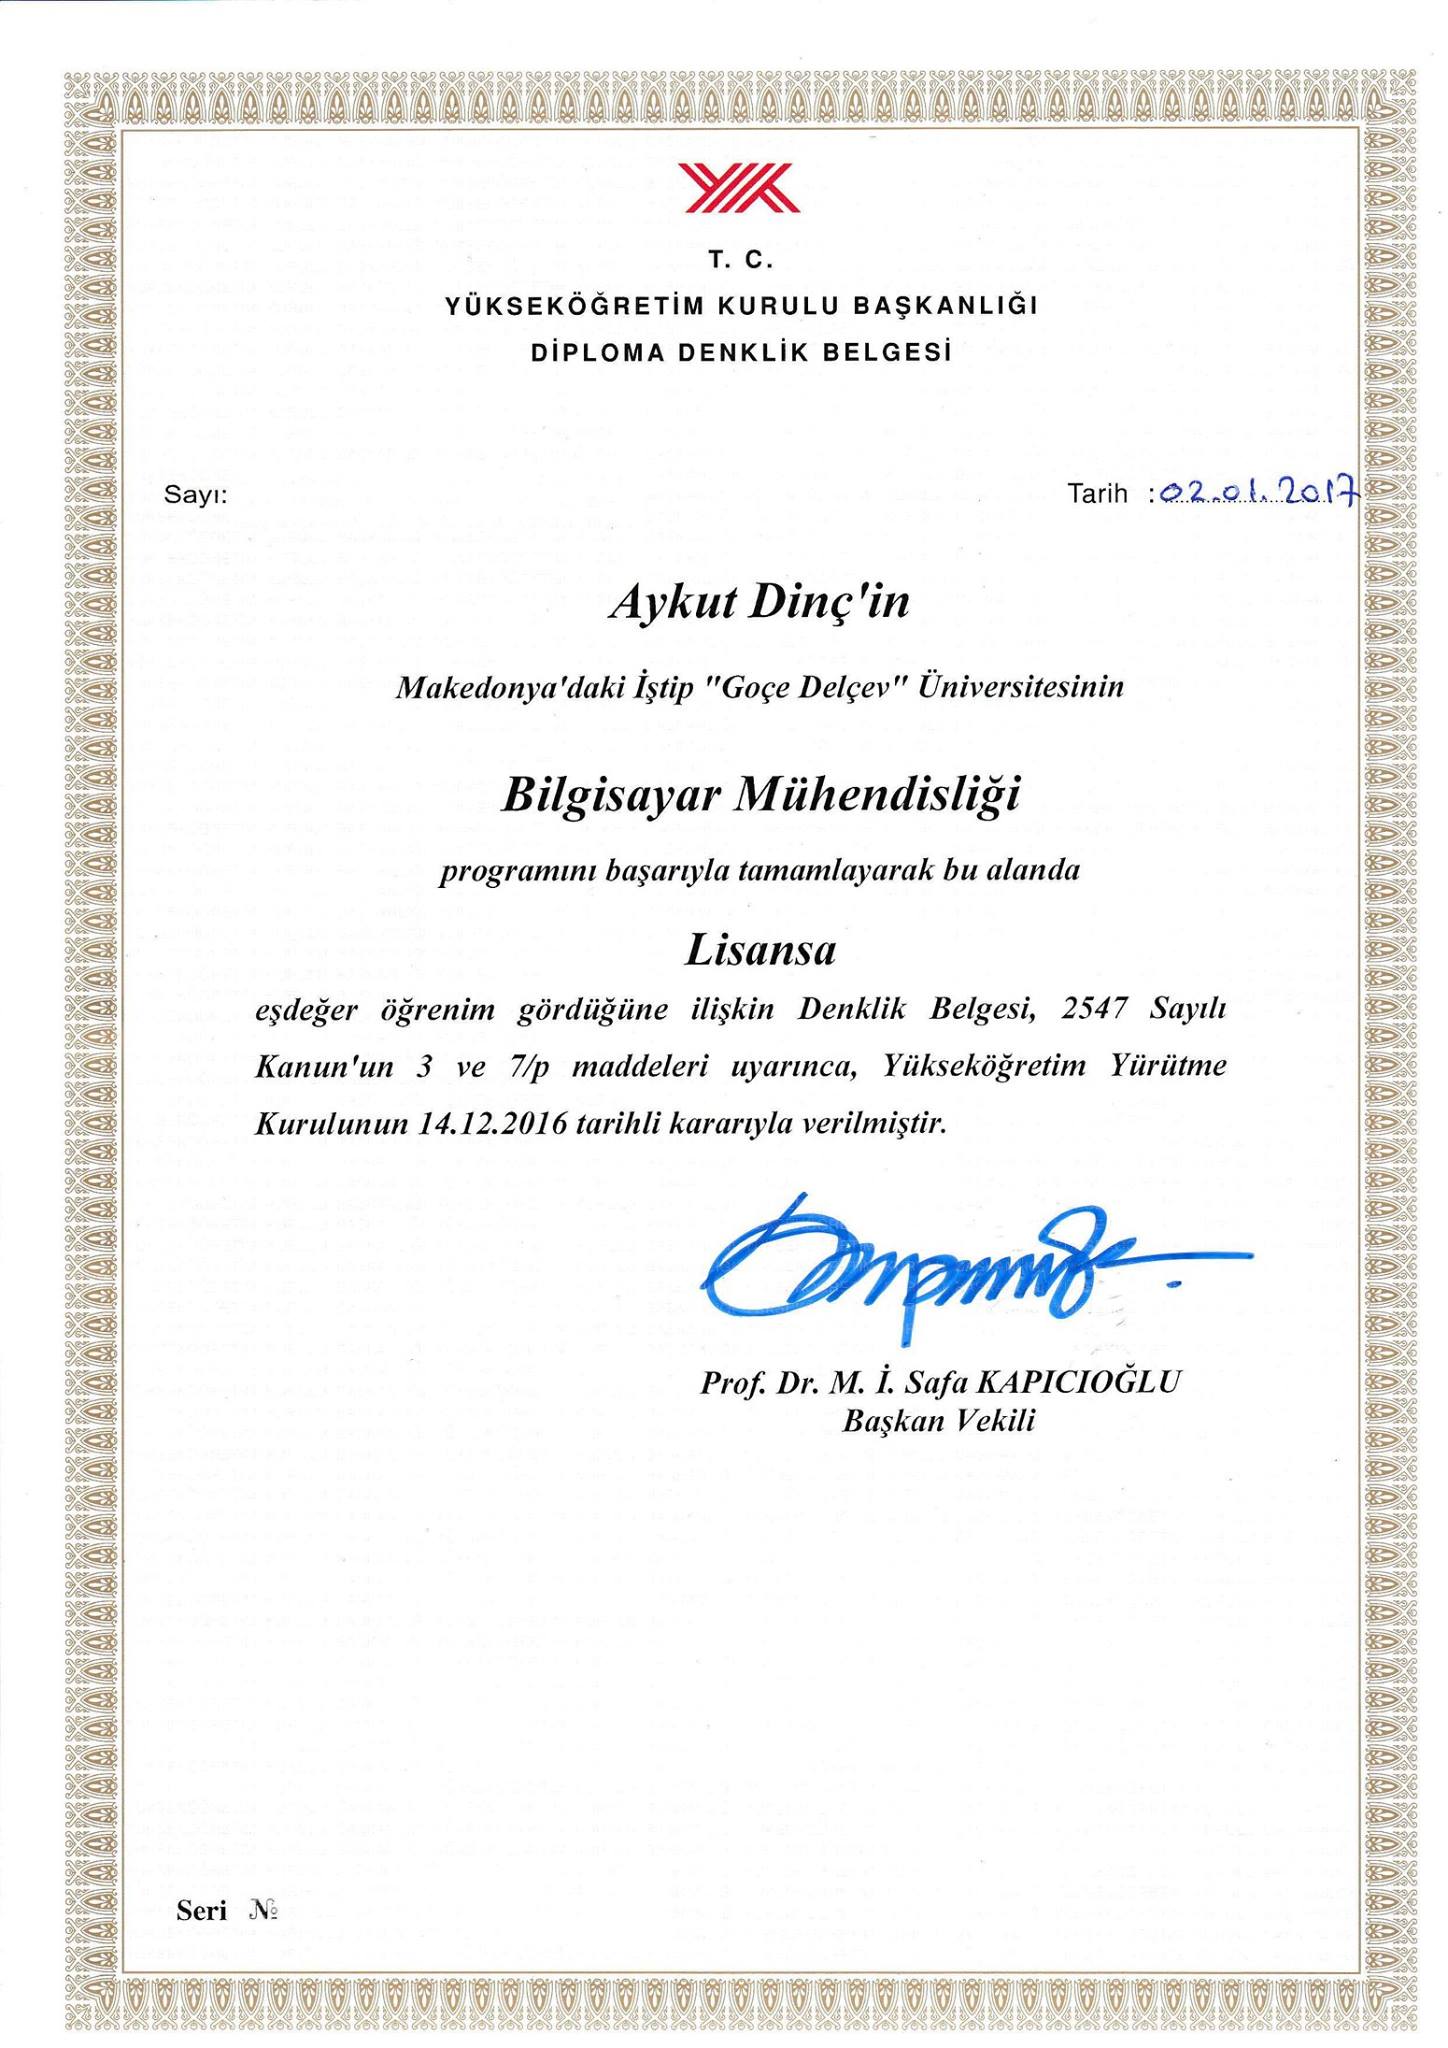 T. C.
YÜKSEKÖĞRETİM KURULU BAŞKANLIĞI
DİPLOMA DENKLİK BELGESİ
Sayı:
Tarih : 02.01.2017
Aykut Dinç'in
Makedonya'daki İştip "Goçe Delçev" Üniversitesinin
Bilgisayar Mühendisliği
programını başarıyla tamamlayarak bu alanda
Lisansa
eşdeğer öğrenim gördüğüne ilişkin Denklik Belgesi, 2547 Sayılı
Kanun'un 3 ve 7/p maddeleri uyarınca, Yükseköğretim Yürütme
Kurulunun 14.12.2016 tarihli kararıyla verilmiştir.
Prof. Dr. M. İ. Safa KAPICIOĞLU
Başkan Vekili
Seri №